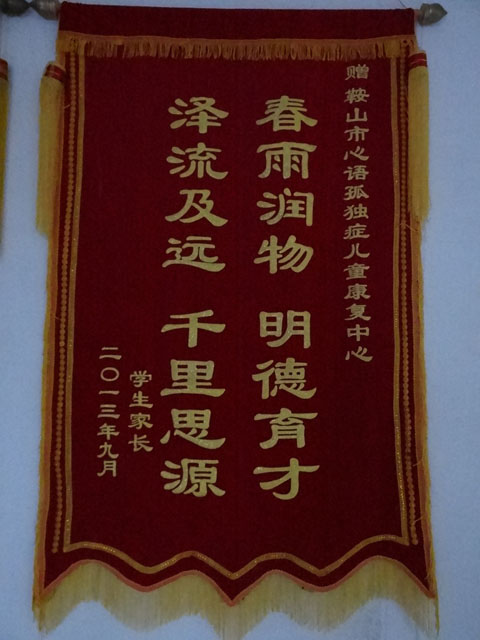 赠 鞍山市心语孤独症儿童康复中心
春雨润物 明德育才
泽流及远 千里思源
学生家长
二〇一三年九月